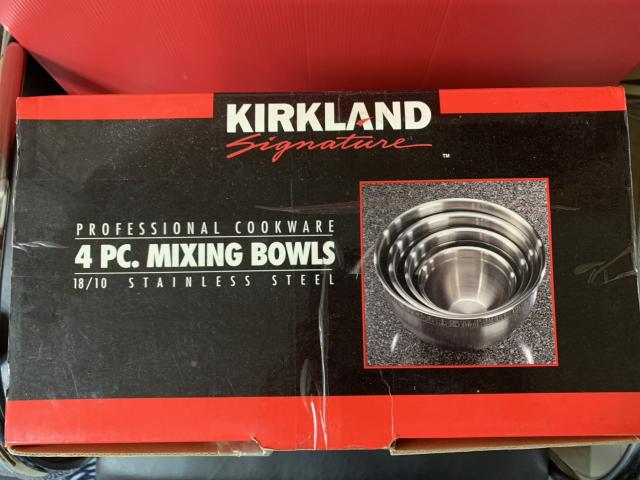 KIRKLAND
Signature
™
PROFESSIONAL COOKWARE
4 PC. MIXING BOWLS
18/10 STAINLESS STEEL